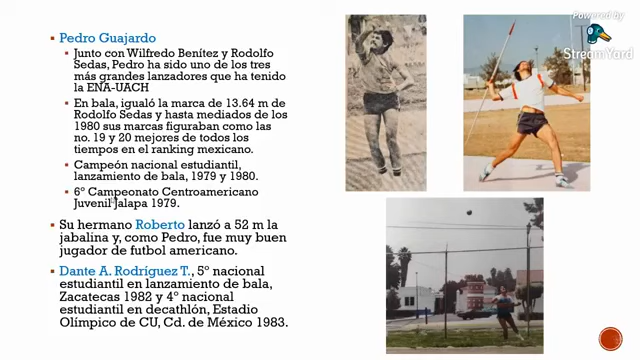 Pedro Guajardo
Junto con Wilfredo Benítez y Rodolfo
Sedas, Pedro ha sido uno de los tres
más grandes lanzadores que ha tenido
la ENA-UACH
En bala, igualó la marca de 13.64 m de
Rodolfo Sedas y hasta mediados de los
1980 sus marcas figuraban como las
no. 19 y 20 mejores de todos los
tiempos en el ranking mexicano.
Campeón nacional estudiantil,
lanzamiento de bala, 1979 y 1980.
6º Campeonato Centroamericano
Juvenil Jalapa 1979.
Su hermano Roberto lanzó a 52 m la
jabalina y, como Pedro, fue muy buen
jugador de futbol americano.
Dante A. Rodríguez T., 5º nacional
estudiantil en lanzamiento de bala,
Zacatecas 1982 y 4º nacional
estudiantil en decathlón, Estadio
Olímpico de CU, Cd. de México 1983.
Powered by
StreamYard